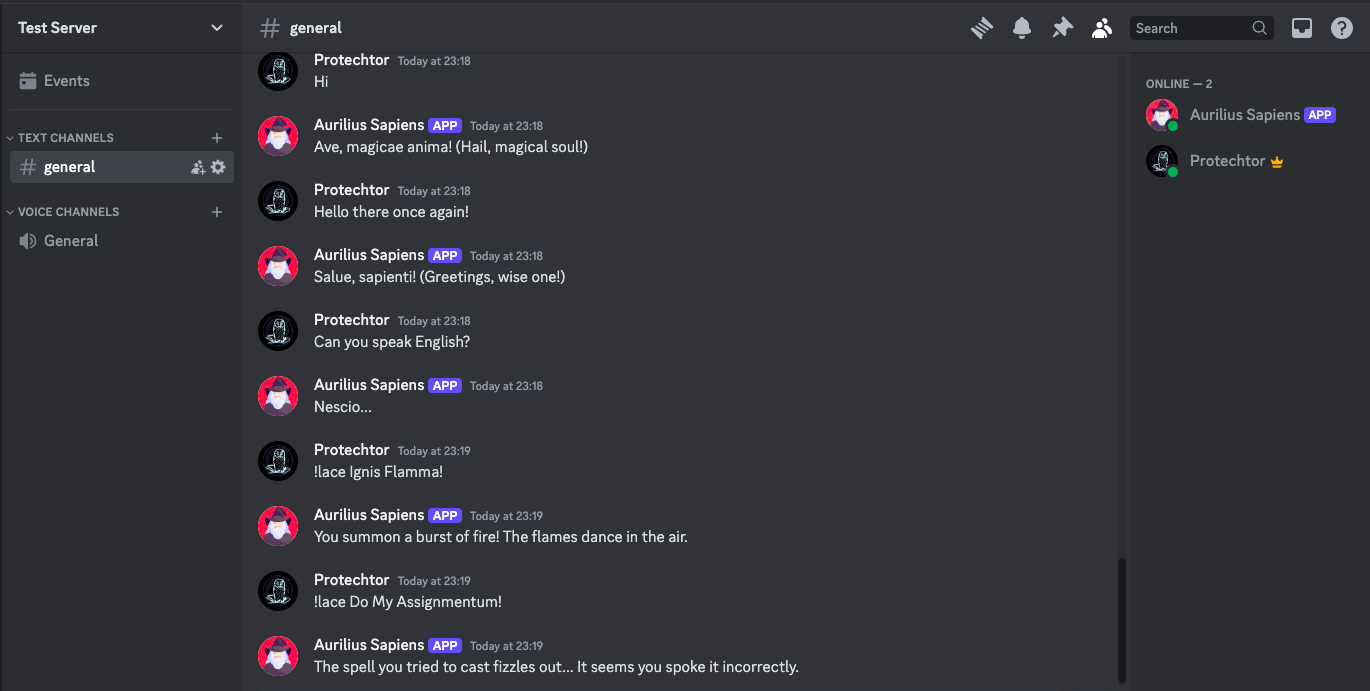 Test Server
general
Search
Events
TEXT CHANNELS
general
VOICE CHANNELS
General
Protechtor Today at 23:18
Hi
Aurilius Sapiens APP Today at 23:18
Ave, magicae anima! (Hail, magical soul!)
Protechtor Today at 23:18
Hello there once again!
Aurilius Sapiens APP Today at 23:18
Salue, sapienti! (Greetings, wise one!)
Protechtor Today at 23:18
Can you speak English?
Aurilius Sapiens APP Today at 23:18
Nescio...
Protechtor Today at 23:19
!lace Ignis Flamma!
Aurilius Sapiens APP Today at 23:19
You summon a burst of fire! The flames dance in the air.
Protechtor Today at 23:19
!lace Do My Assignmentum!
Aurilius Sapiens APP Today at 23:19
The spell you tried to cast fizzles out... It seems you spoke it incorrectly.
ONLINE — 2
Aurilius Sapiens APP
Protechtor